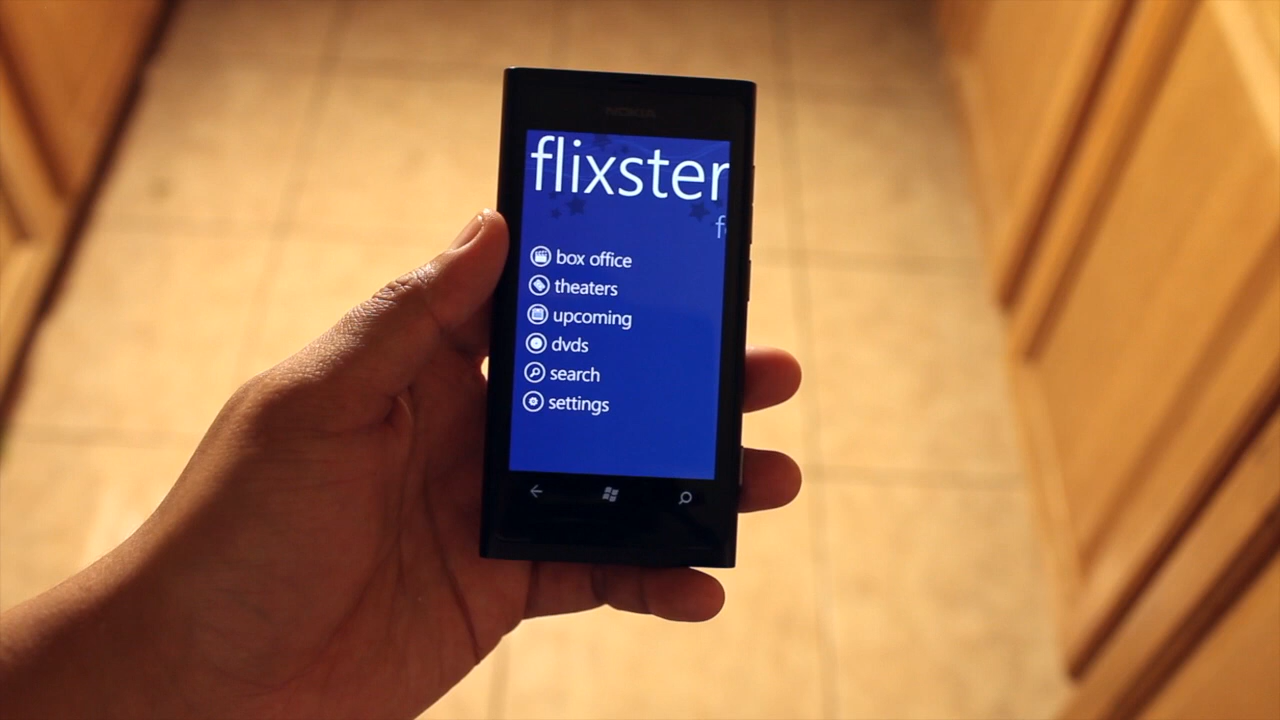 NOKIA
flixster
f
box office
theaters
upcoming
dvds
search
settings